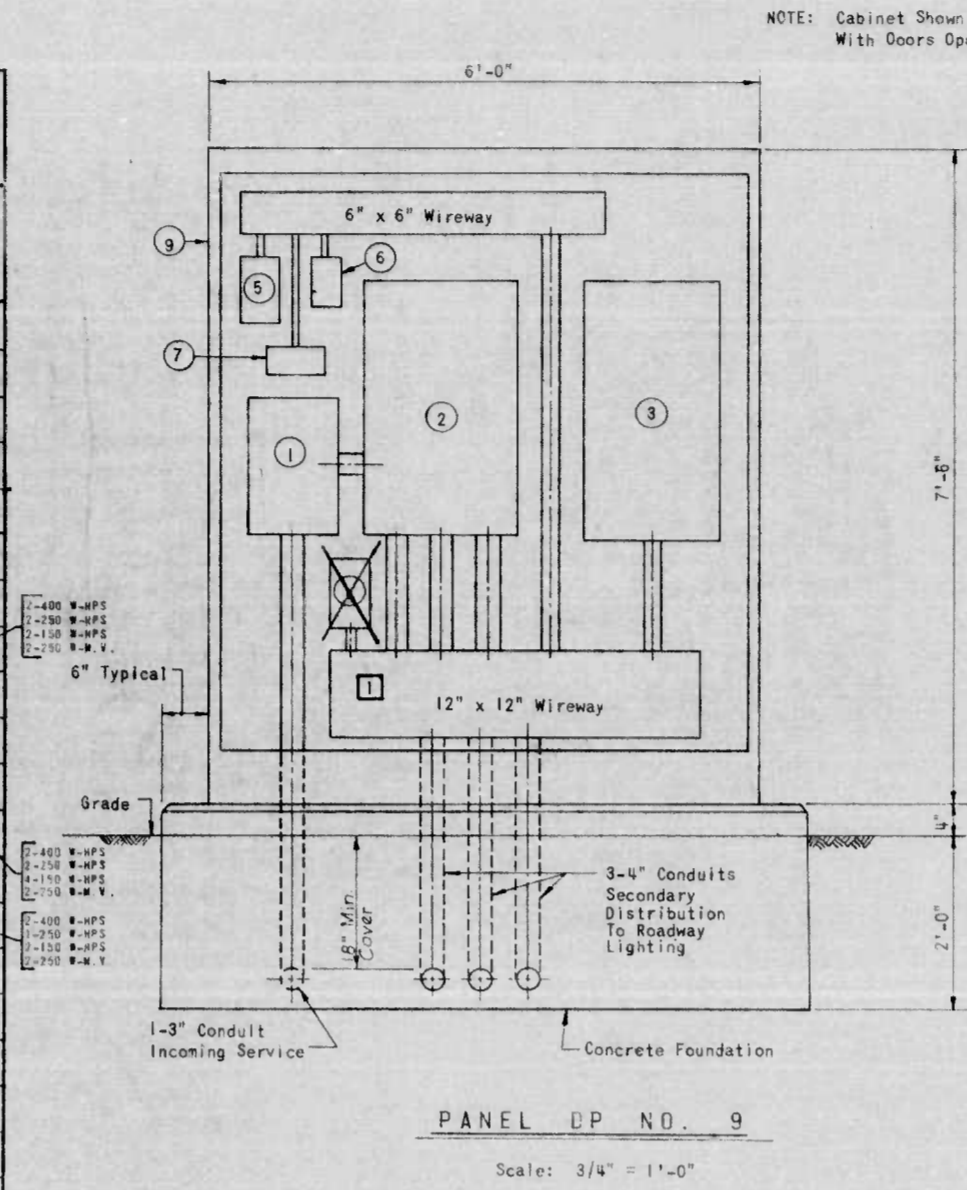 NOTE: Cabinet Shown
With Doors Ope
6'-0"
6" x 6" Wireway
9
5
6
7
1
2
3
7'-6"
2-400 W-HPS
2-250 W-HPS
2-150 W-HPS
2-250 W-M.V.
6" Typical
1
12" x 12" Wireway
Grade
4"
2-400 W-HPS
2-250 W-HPS
4-150 W-HPS
2-250 W-M.V.
18" Min.
Cover
3-4" Conduits
Secondary
Distribution
To Roadway
Lighting
2'-0"
2-400 W-HPS
1-250 W-HPS
2-150 W-HPS
2-250 W-M.V.
1-3" Conduit
Incoming Service
Concrete Foundation
PANEL DP NO. 9
Scale: 3/4" = 1'-0"